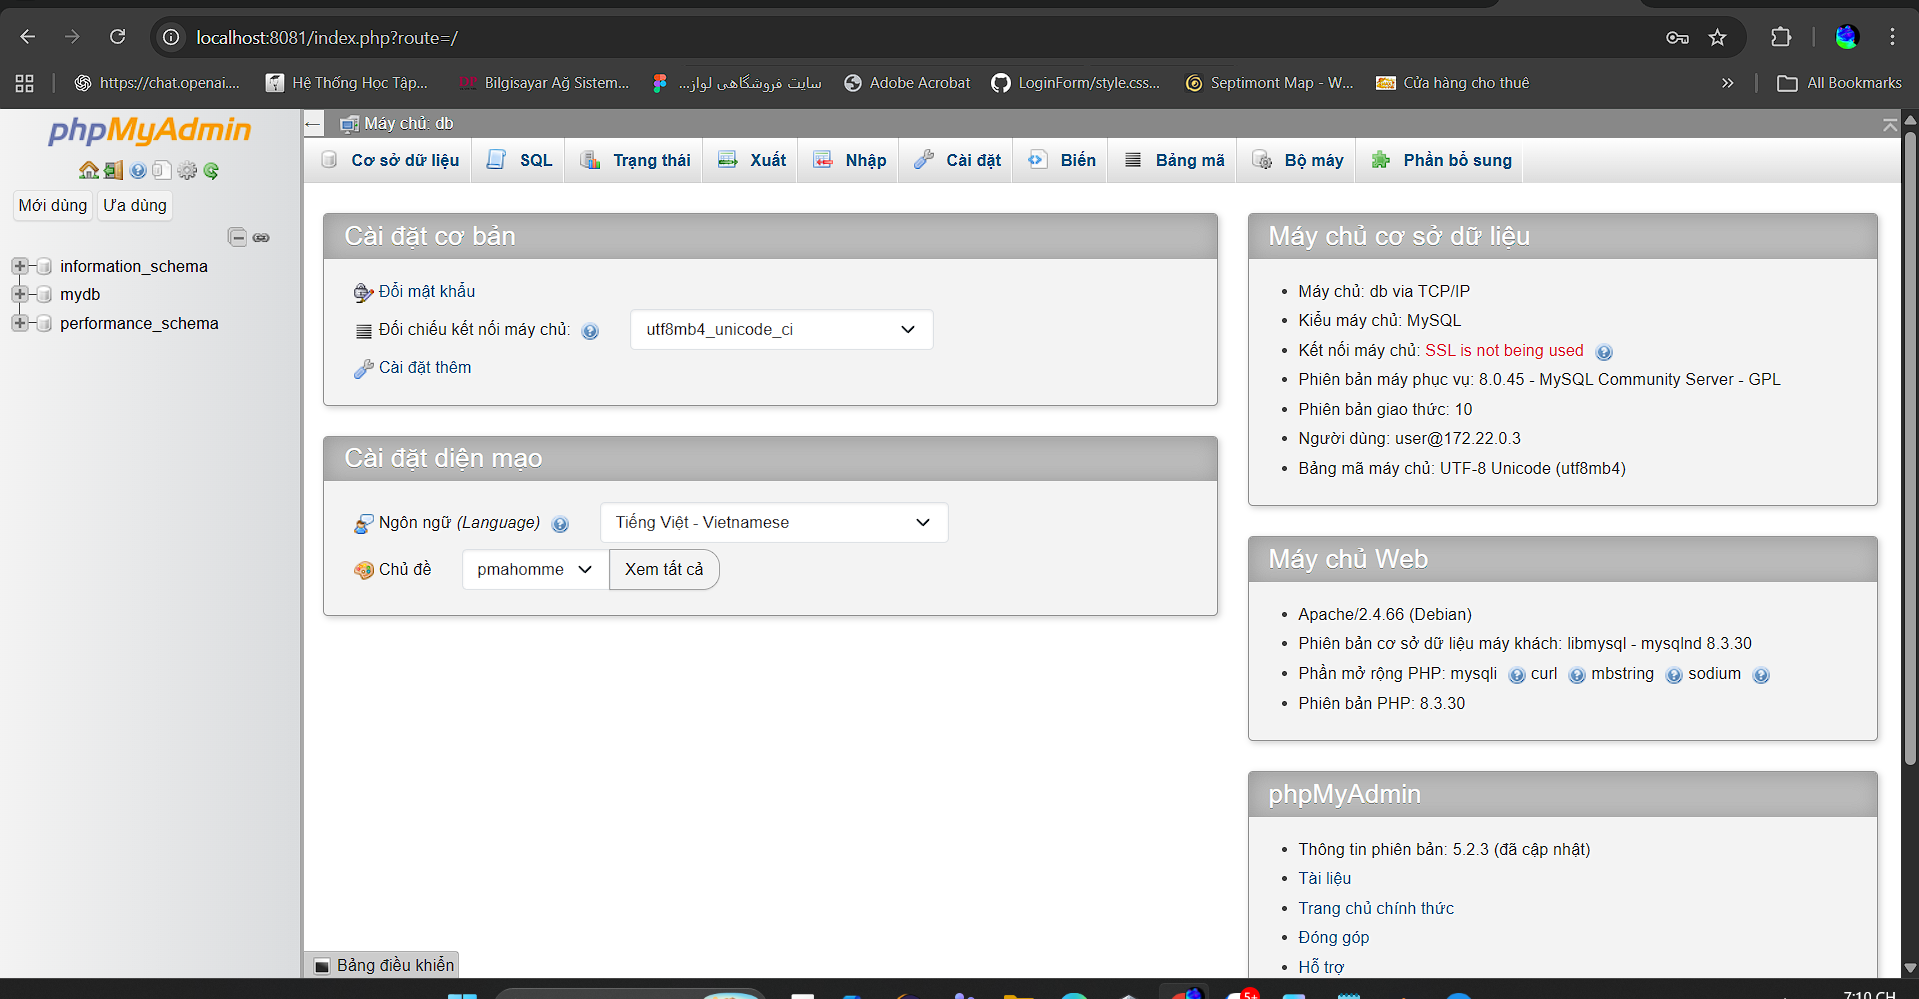 localhost:8081/index.php?route=/
https://chat.openai....
Hệ Thống Học Tập...
Bilgisayar Ağ Sistem...
سایت فروشگاهی لواز...
Adobe Acrobat
LoginForm/style.css...
Septimont Map - W...
Cửa hàng cho thuê
All Bookmarks
phpMyAdmin
Mới dùng
Ưa dùng
information_schema
mydb
performance_schema
Máy chủ: db
Cơ sở dữ liệu
SQL
Trạng thái
Xuất
Nhập
Cài đặt
Biến
Bảng mã
Bộ máy
Phần bổ sung
Cài đặt cơ bản
Đổi mật khẩu
Đối chiếu kết nối máy chủ:
utf8mb4_unicode_ci
Cài đặt thêm
Cài đặt diện mạo
Ngôn ngữ (Language)
Tiếng Việt - Vietnamese
Chủ đề
pmahomme
Xem tất cả
Máy chủ cơ sở dữ liệu
Máy chủ: db via TCP/IP
Kiểu máy chủ: MySQL
Kết nối máy chủ: SSL is not being used
Phiên bản máy phục vụ: 8.0.45 - MySQL Community Server - GPL
Phiên bản giao thức: 10
Người dùng: user@172.22.0.3
Bảng mã máy chủ: UTF-8 Unicode (utf8mb4)
Máy chủ Web
Apache/2.4.66 (Debian)
Phiên bản cơ sở dữ liệu máy khách: libmysql - mysqlnd 8.3.30
Phần mở rộng PHP: mysqli curl mbstring sodium
Phiên bản PHP: 8.3.30
phpMyAdmin
Thông tin phiên bản: 5.2.3 (đã cập nhật)
Tài liệu
Trang chủ chính thức
Đóng góp
Hỗ trợ
Bảng điều khiển
5+
7:10 CH